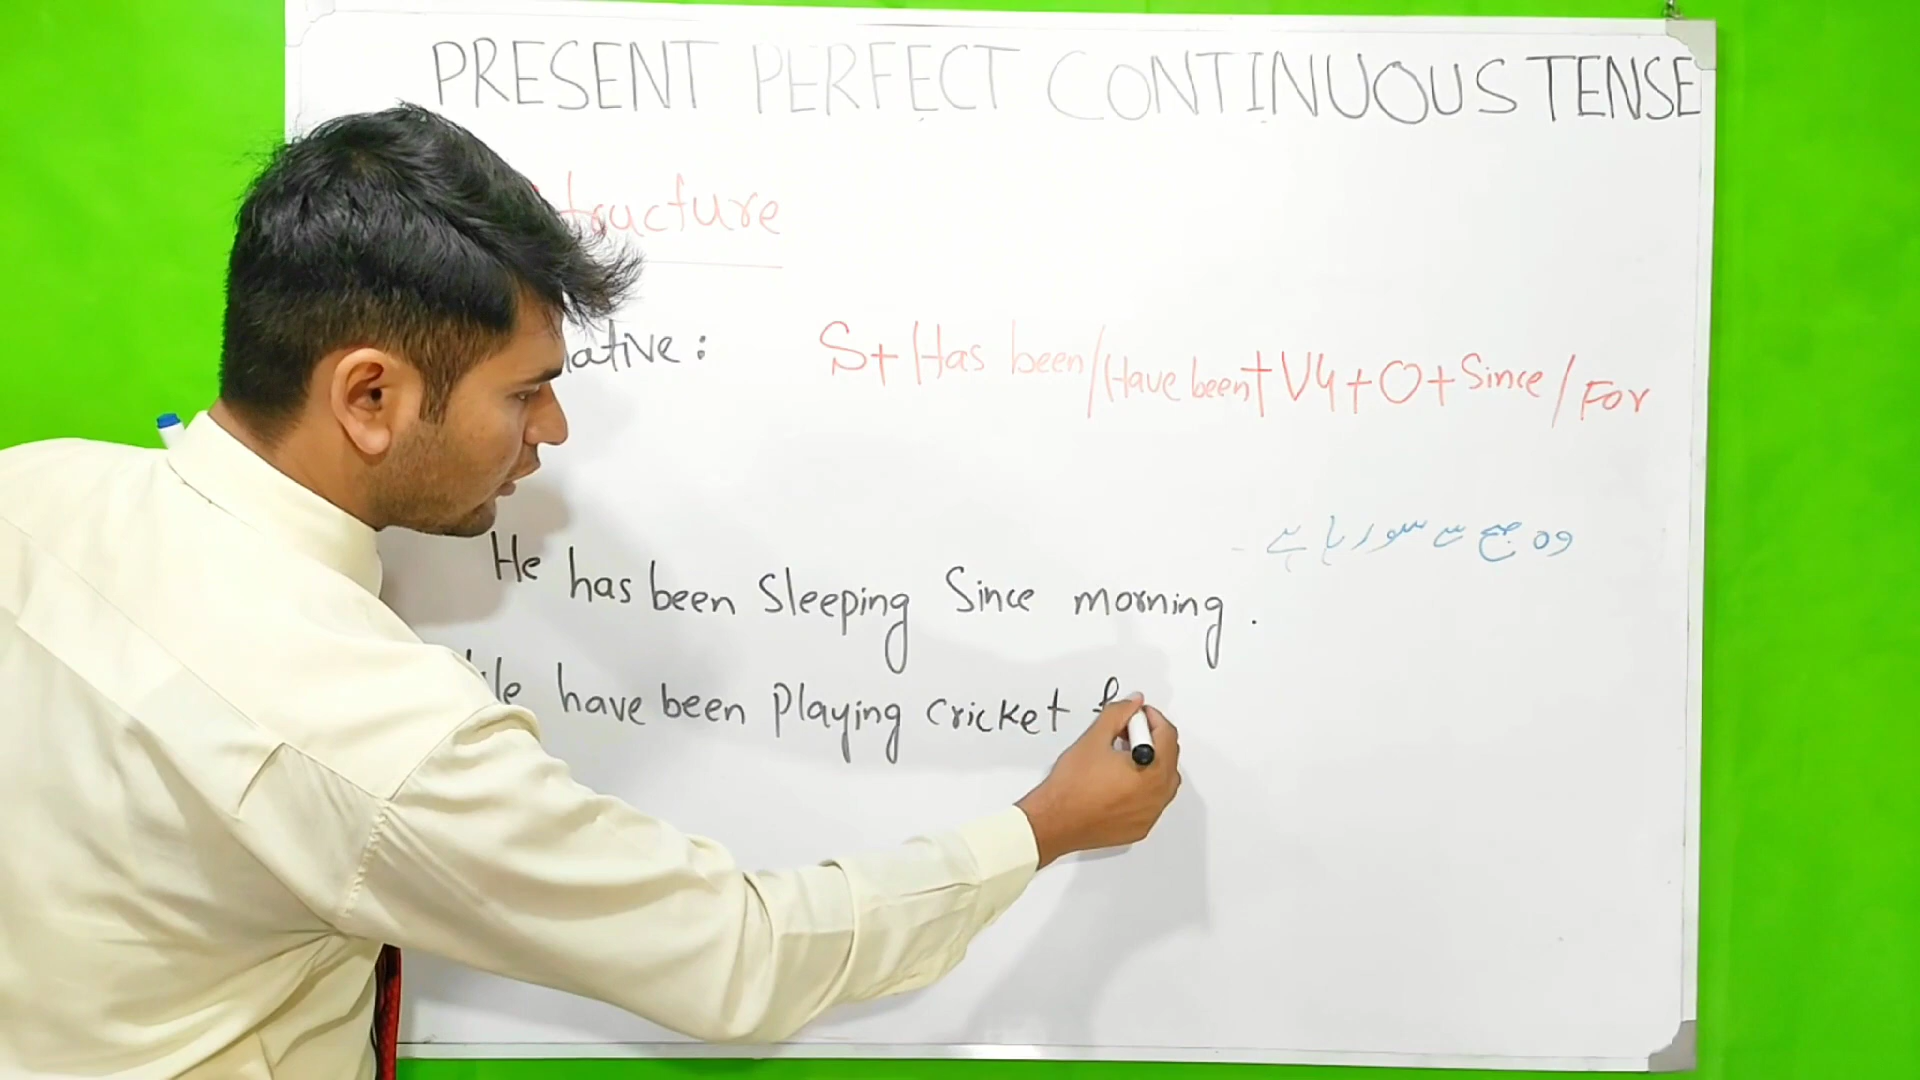 PRESENT PERFECT CONTINUOUS TENSE
tructure
ative: S+ Has been/Have been+ V4+O+Since/For
وہ صبح سے سو رہا ہے -
He has been Sleeping Since morning.
have been Playing cricket